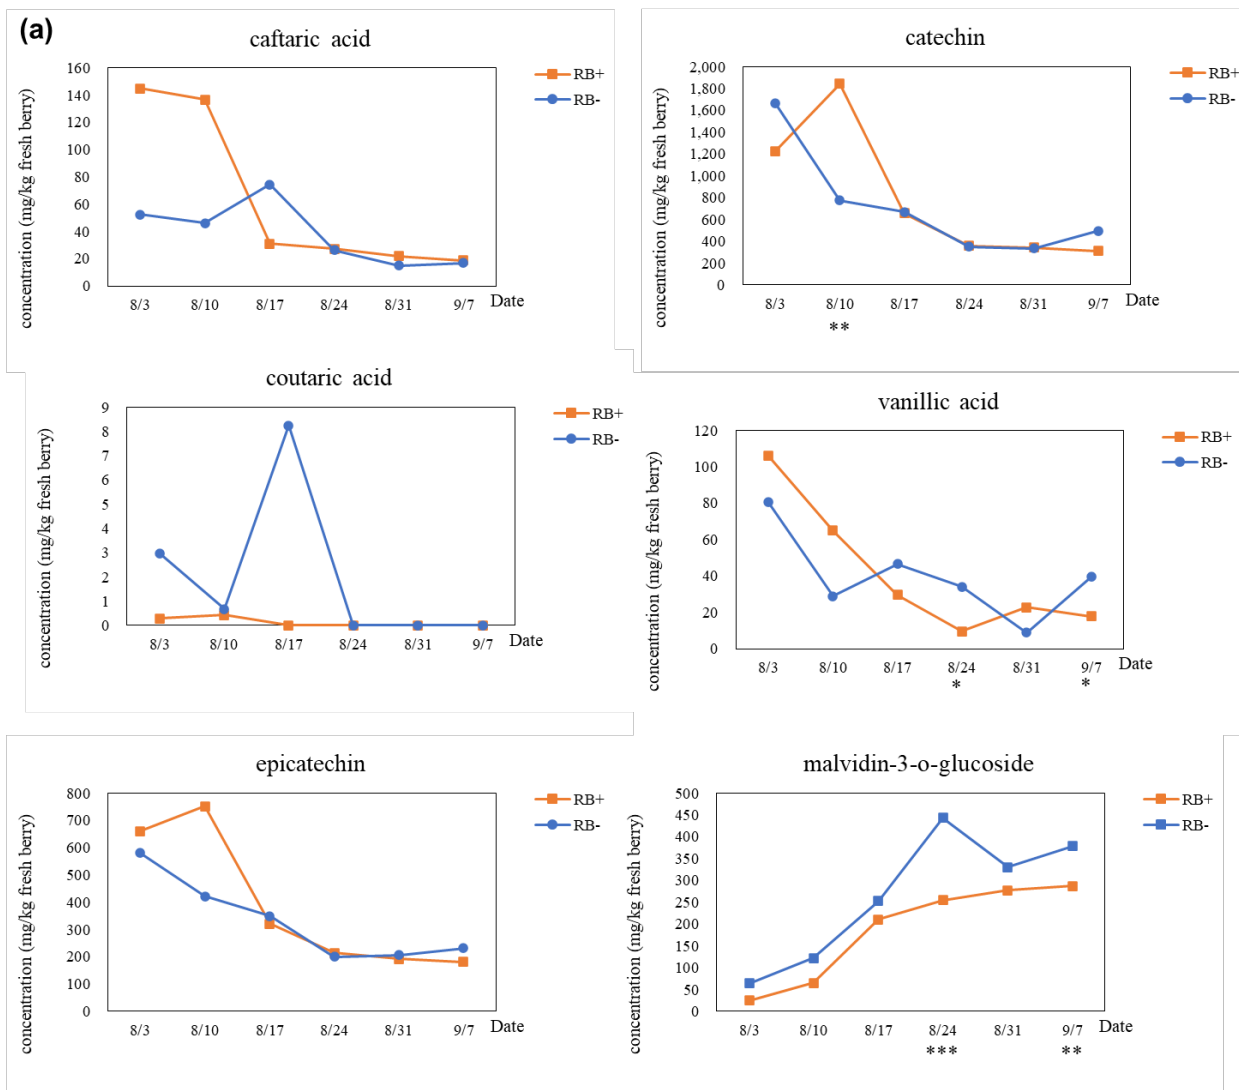 (a)
caftaric acid
concentration (mg/kg fresh berry)
160
140
120
100
80
60
40
20
0
8/3 8/10 8/17 8/24 8/31 9/7 Date
RB+
RB-
catechin
concentration (mg/kg fresh berry)
2,000
1,800
1,600
1,400
1,200
1,000
800
600
400
200
0
8/3 8/10 8/17 8/24 8/31 9/7 Date
**
RB+
RB-
coutaric acid
concentration (mg/kg fresh berry)
9
8
7
6
5
4
3
2
1
0
8/3 8/10 8/17 8/24 8/31 9/7 Date
RB+
RB-
vanillic acid
concentration (mg/kg fresh berry)
120
100
80
60
40
20
0
8/3 8/10 8/17 8/24 8/31 9/7 Date
* *
RB+
RB-
epicatechin
concentration (mg/kg fresh berry)
800
700
600
500
400
300
200
100
0
8/3 8/10 8/17 8/24 8/31 9/7 Date
RB+
RB-
malvidin-3-o-glucoside
concentration (mg/kg fresh berry)
500
450
400
350
300
250
200
150
100
50
0
8/3 8/10 8/17 8/24 8/31 9/7 Date
*** **
RB+
RB-